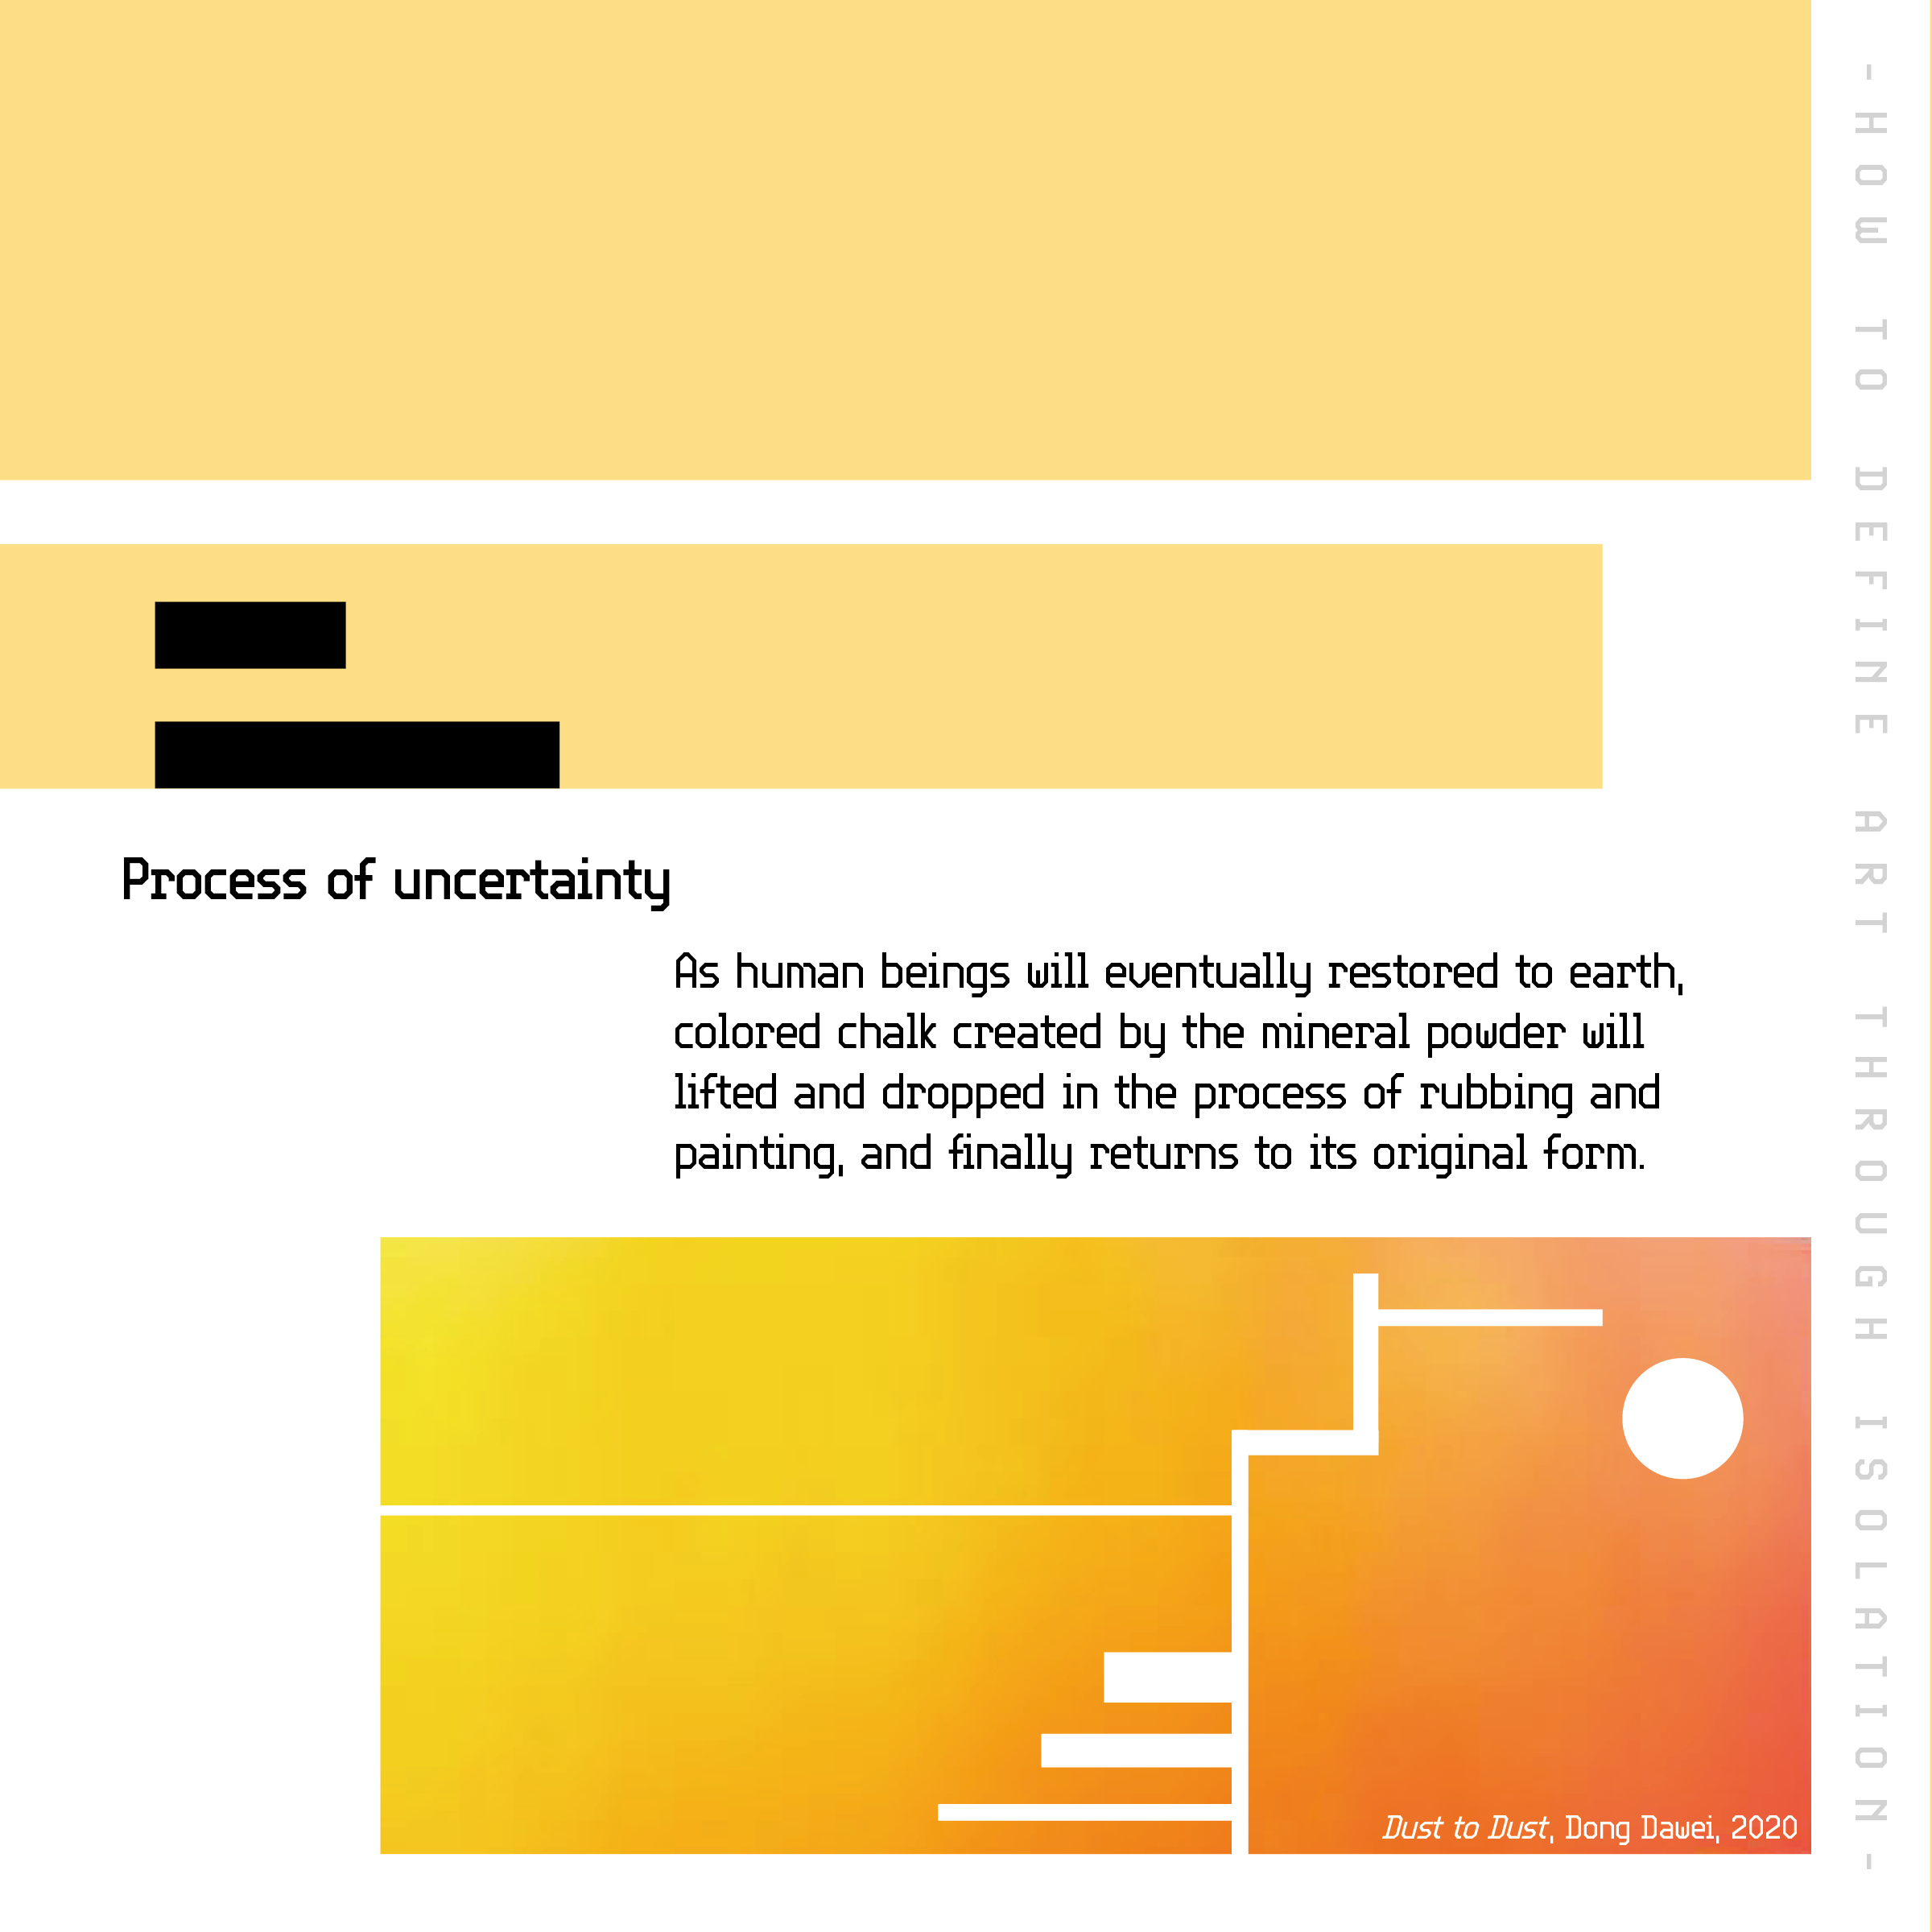 Process of uncertainty
As human beings will eventually restored to earth,
colored chalk created by the mineral powder will
lifted and dropped in the process of rubbing and
painting, and finally returns to its original form.
Dust to Dust, Dong Dawei, 2020
- HOW TO DEFINE ART THROUGH ISOLATION -